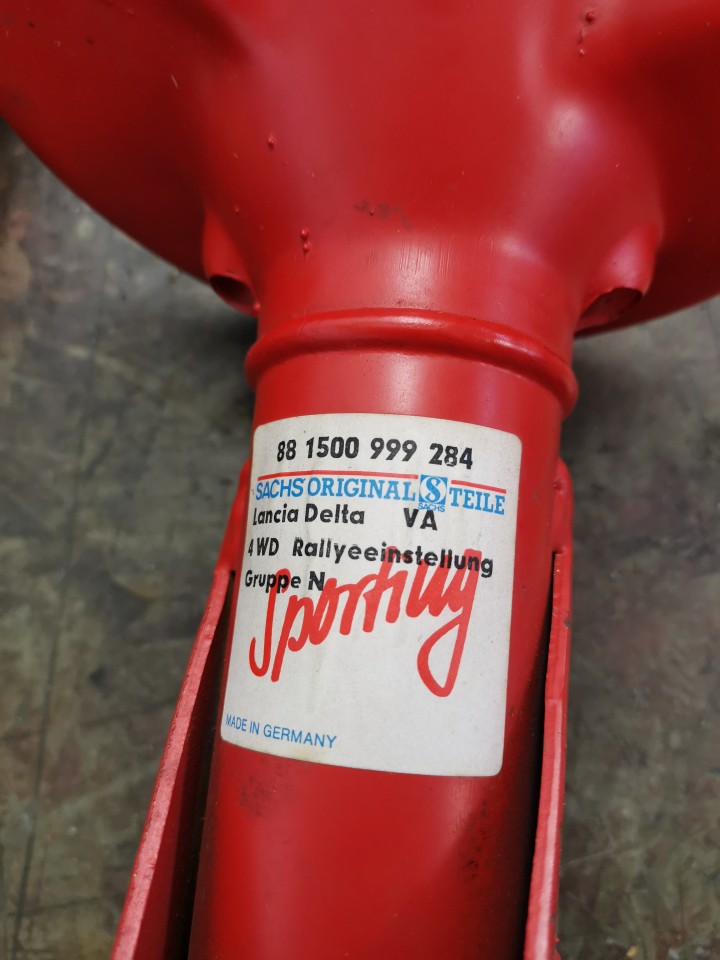 88 1500 999 284
SACHS ORIGINAL S TEILE
SACHS
Lancia Delta VA
4WD Rallyeeinstellung
Gruppe N
Sporting
MADE IN GERMANY